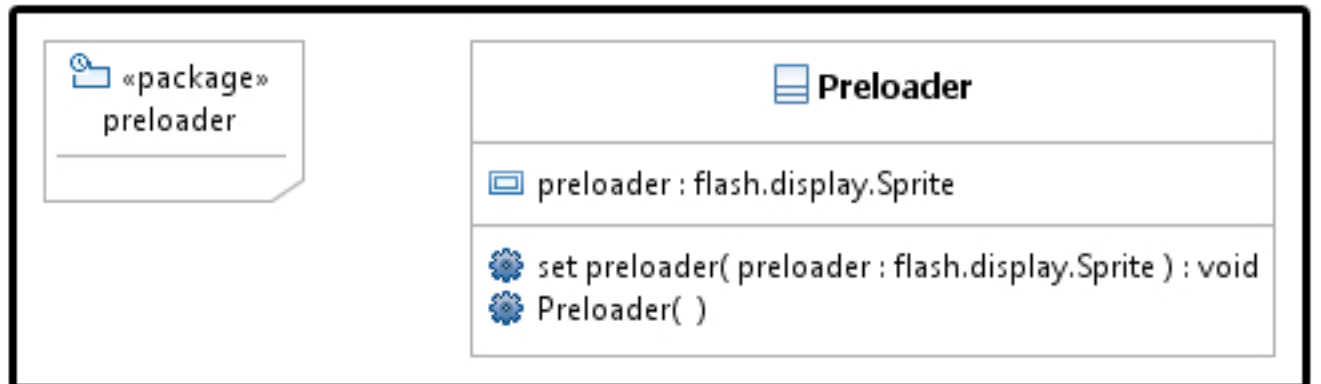 «package»
preloader
Preloader
preloader : flash.display.Sprite
set preloader( preloader : flash.display.Sprite ) : void
Preloader( )